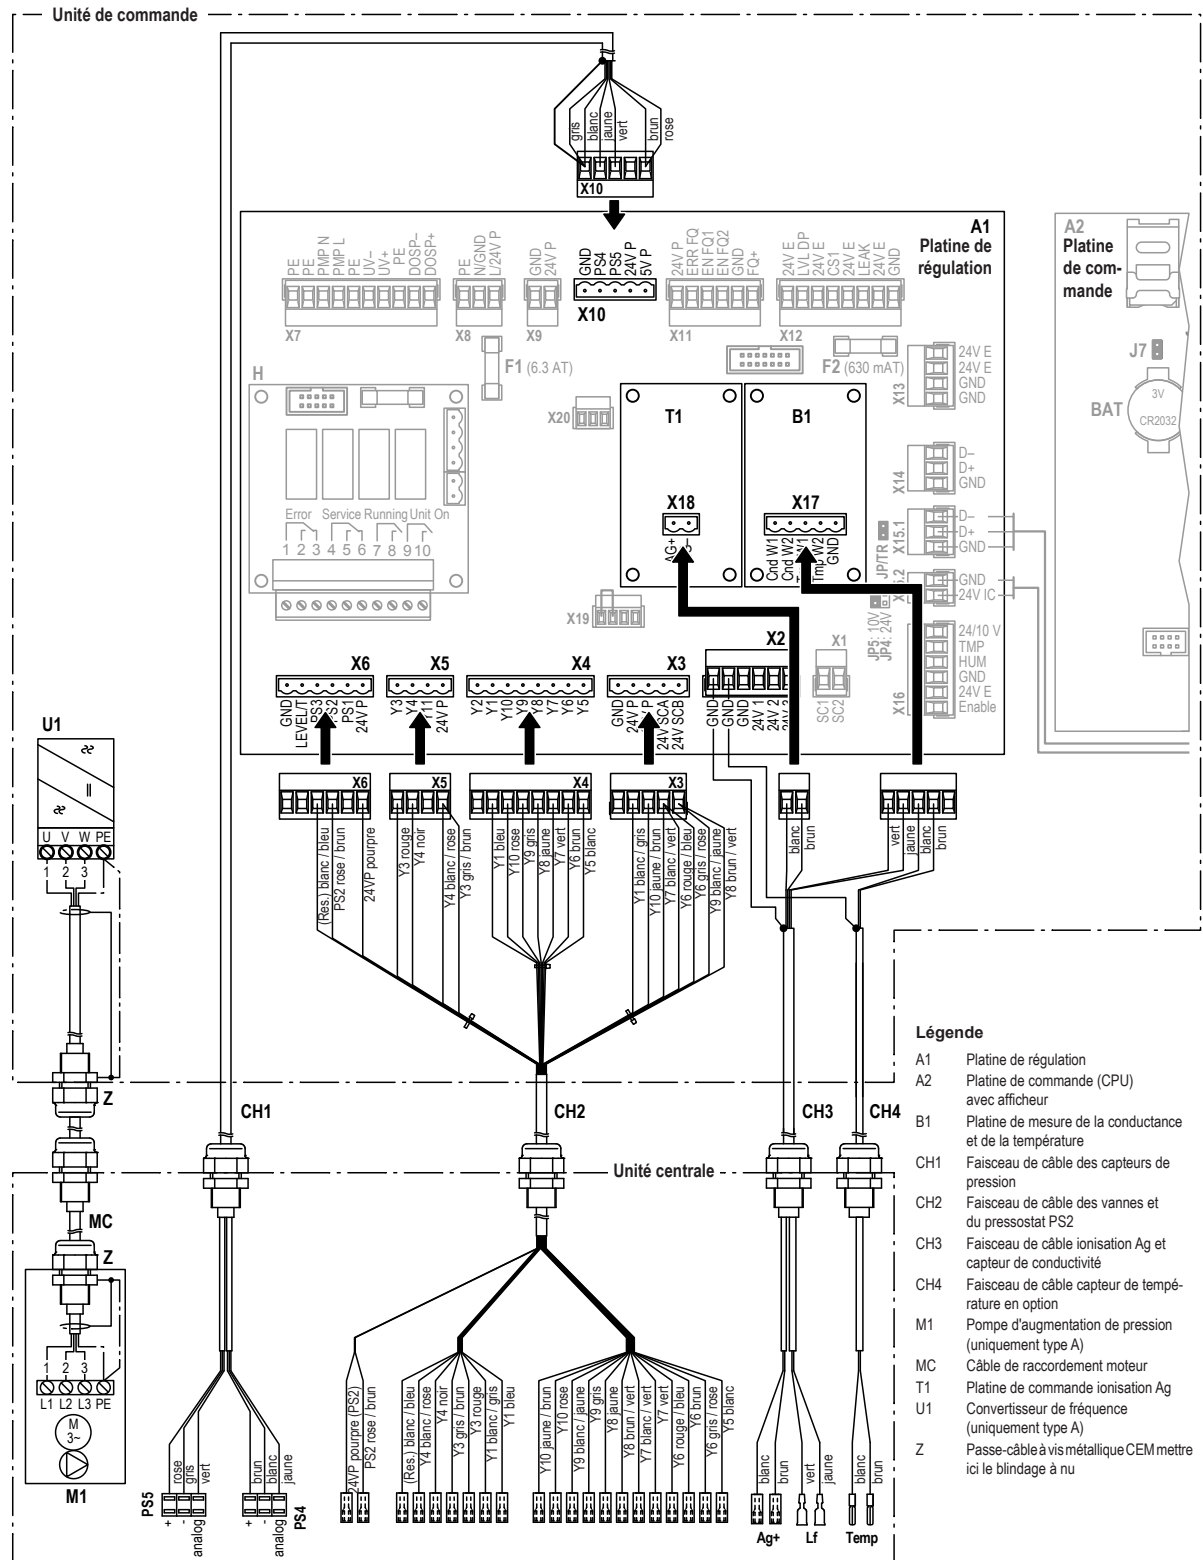 Unité de commande
gris
blanc
jaune
vert
brun
rose
X10
A1
Platine de
régulation
A2
Platine
de com-
mande
PE
PE
PMP N
PMP L
PE
UV–
UV+
PE
DOSP–
DOSP+
X7
PE
N/GND
L/24V P
X8
GND
24V P
X9
GND
PS4
PS5
24V P
5V P
X10
24V P
ERR FQ
EN FQ1
EN FQ2
GND
FQ+
X11
24V E
LVL DP
24V E
CS1
24V E
LEAK
24V E
GND
X12
F1 (6.3 AT)
F2 (630 mAT)
J7
BAT
3V
CR2032
24V E
24V E
GND
GND
X13
H
X20
T1
B1
X18
AG+
X17
Cnd W1
Cnd W2
Tmp W2
GND
D–
D+
GND
X14
Error Service Running Unit On
1 2 3 4 5 6 7 8 9 10
D–
D+
GND
X15.1
JP/TR
GND
24V IC
X19
JP5: 10V
JP4: 24V
24/10 V
TMP
HUM
GND
24V E
Enable
X16
X6
GND
LEVEL/T
PS3
PS2
PS1
24V P
X5
Y3
Y4
Y11
24V P
X4
Y2
Y1
Y10
Y9
Y8
Y7
Y6
Y5
X3
GND
24V P
24V SCA
24V SCB
X2
GND
GND
GND
24V 1
24V 2
X1
SC1
SC2
U1
U V W PE
1 2 3
X6
(Res.) blanc / bleu
PS2 rose / brun
24VP pourpre
X5
Y3 rouge
Y4 noir
Y4 blanc / rose
Y3 gris / brun
X4
Y1 bleu
Y10 rose
Y9 gris
Y8 jaune
Y7 vert
Y6 brun
Y5 blanc
X3
Y1 blanc / gris
Y10 jaune / brun
Y7 blanc / vert
Y6 rouge / bleu
Y6 gris / rose
Y9 blanc / jaune
Y8 brun / vert
blanc
brun
vert
jaune
blanc
brun
Z
CH1
CH2
CH3
CH4
Unité centrale
MC
Z
1 2 3
L1 L2 L3 PE
M
3~
M1
rose
gris
vert
PS5
+
-
analog
brun
blanc
jaune
PS4
+
-
analog
24VP pourpre (PS2)
PS2 rose / brun
(Res.) blanc / bleu
Y4 blanc / rose
Y4 noir
Y3 gris / brun
Y3 rouge
Y1 blanc / gris
Y1 bleu
Y10 jaune / brun
Y10 rose
Y9 blanc / jaune
Y9 gris
Y8 jaune
Y8 brun / vert
Y7 blanc / vert
Y7 vert
Y6 rouge / bleu
Y6 brun
Y6 gris / rose
Y5 blanc
blanc
brun
vert
jaune
blanc
brun
Ag+
Lf
Temp
Légende
A1 Platine de régulation
A2 Platine de commande (CPU)
avec afficheur
B1 Platine de mesure de la conductance
et de la température
CH1 Faisceau de câble des capteurs de
pression
CH2 Faisceau de câble des vannes et
du pressostat PS2
CH3 Faisceau de câble ionisation Ag et
capteur de conductivité
CH4 Faisceau de câble capteur de tempé-
rature en option
M1 Pompe d'augmentation de pression
(uniquement type A)
MC Câble de raccordement moteur
T1 Platine de commande ionisation Ag
U1 Convertisseur de fréquence
(uniquement type A)
Z Passe-câble à vis métallique CEM mettre
ici le blindage à nu